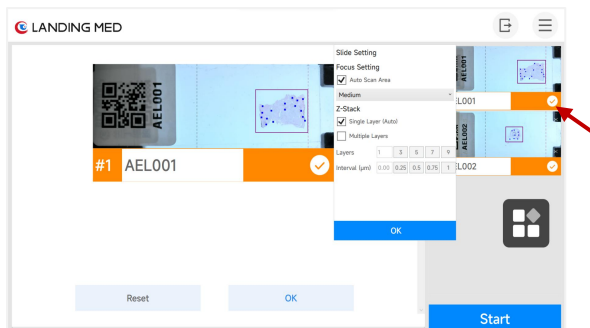 LANDING MED
AEL001
#1 AEL001
Reset
OK
Slide Setting
Focus Setting
Auto Scan Area
Medium
Z-Stack
Single Layer (Auto)
Multiple Layers
Layers 1 3 5 7 9
Interval (μm) 0.00 0.25 0.5 0.75 1
OK
AEL001
EL001
AEL002
EL002
Start